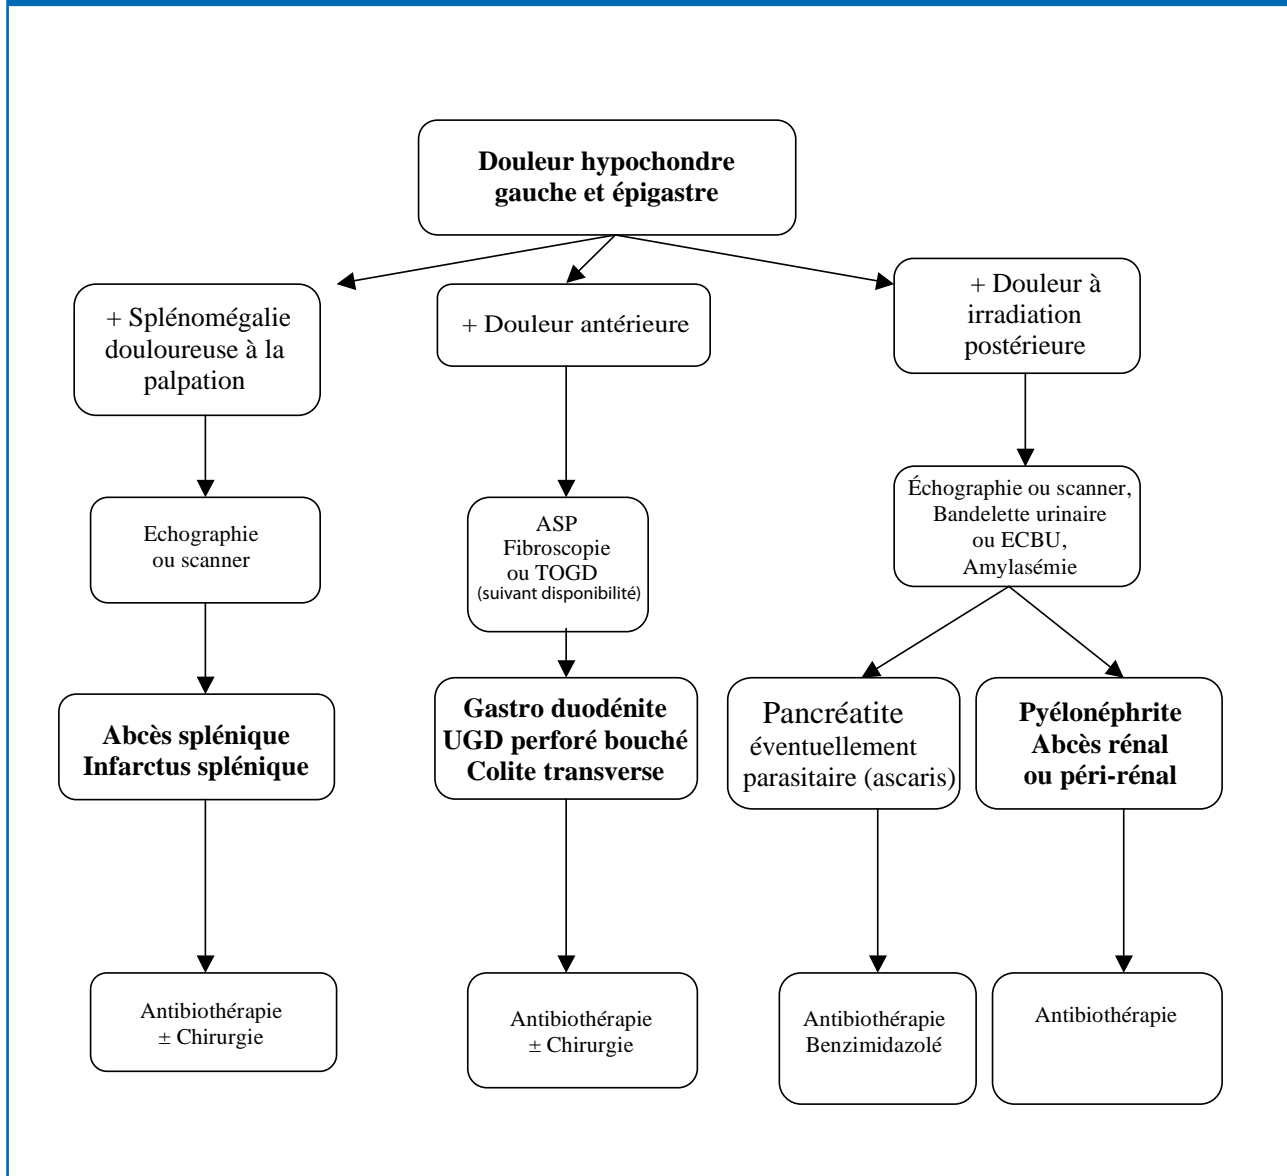 Douleur hypochondre
gauche et épigastre
+ Splénomégalie
douloureuse à la
palpation
+ Douleur antérieure
+ Douleur à
irradiation
postérieure
Echographie
ou scanner
ASP
Fibroscopie
ou TOGD
(suivant disponibilité)
Échographie ou scanner,
Bandelette urinaire
ou ECBU,
Amylasémie
Abcès splénique
Infarctus splénique
Gastro duodénite
UGD perforé bouché
Colite transverse
Pancréatite
éventuellement
parasitaire (ascaris)
Pyélonéphrite
Abcès rénal
ou péri-rénal
Antibiothérapie
± Chirurgie
Antibiothérapie
± Chirurgie
Antibiothérapie
Benzimidazolé
Antibiothérapie